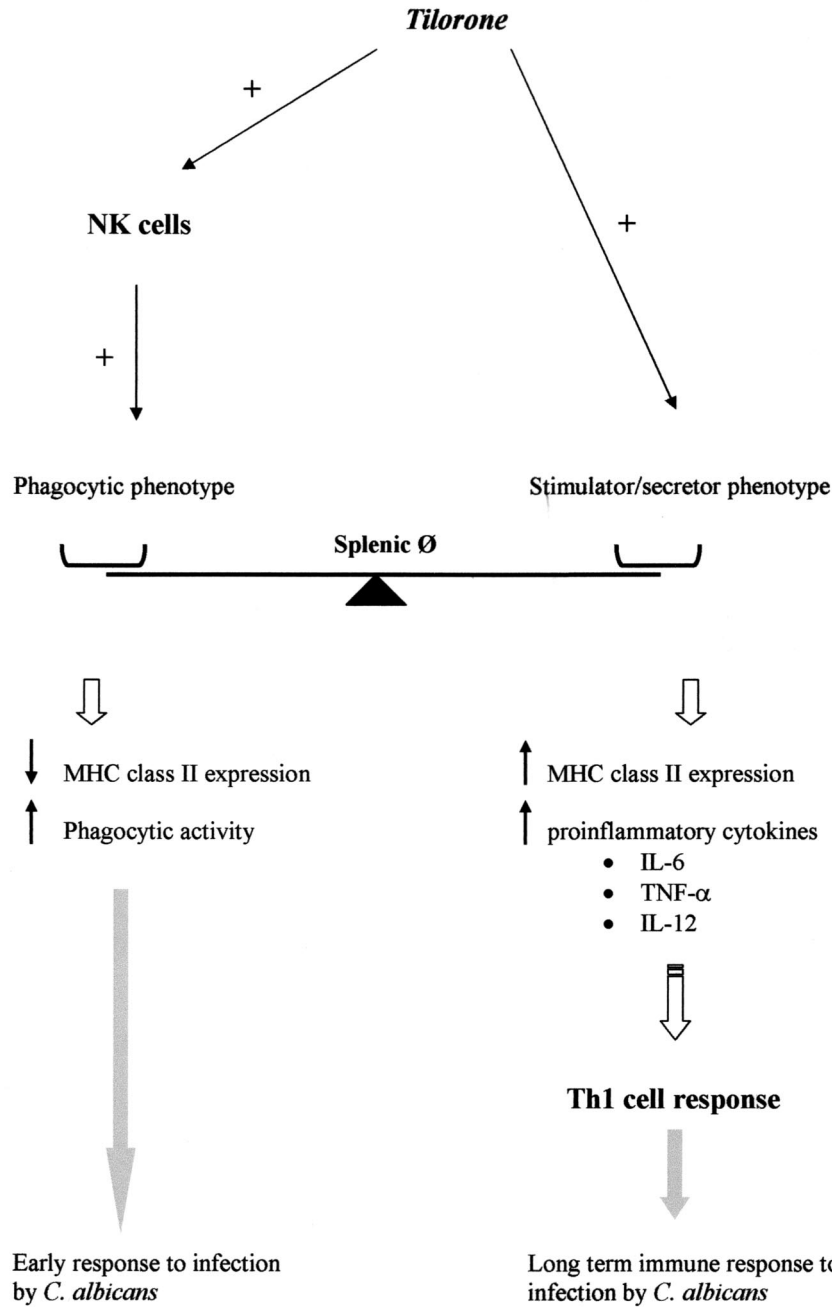 Tilorone
+
NK cells
+
+
Phagocytic phenotype
Stimulator/secretor phenotype
Splenic Ø
MHC class II expression
Phagocytic activity
MHC class II expression
proinflammatory cytokines
• IL-6
• TNF-α
• IL-12
Th1 cell response
Early response to infection
by C. albicans
Long term immune response to
infection by C. albicans